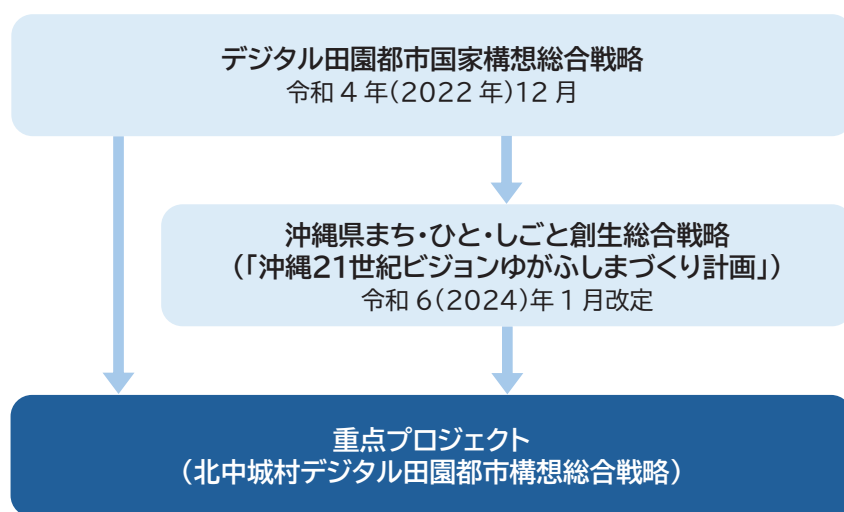 デジタル田園都市国家構想総合戦略
令和4年(2022年)12月
沖縄県まち・ひと・しごと創生総合戦略
(「沖縄21世紀ビジョンゆがふしまづくり計画」)
令和6(2024)年1月改定
重点プロジェクト
(北中城村デジタル田園都市構想総合戦略)